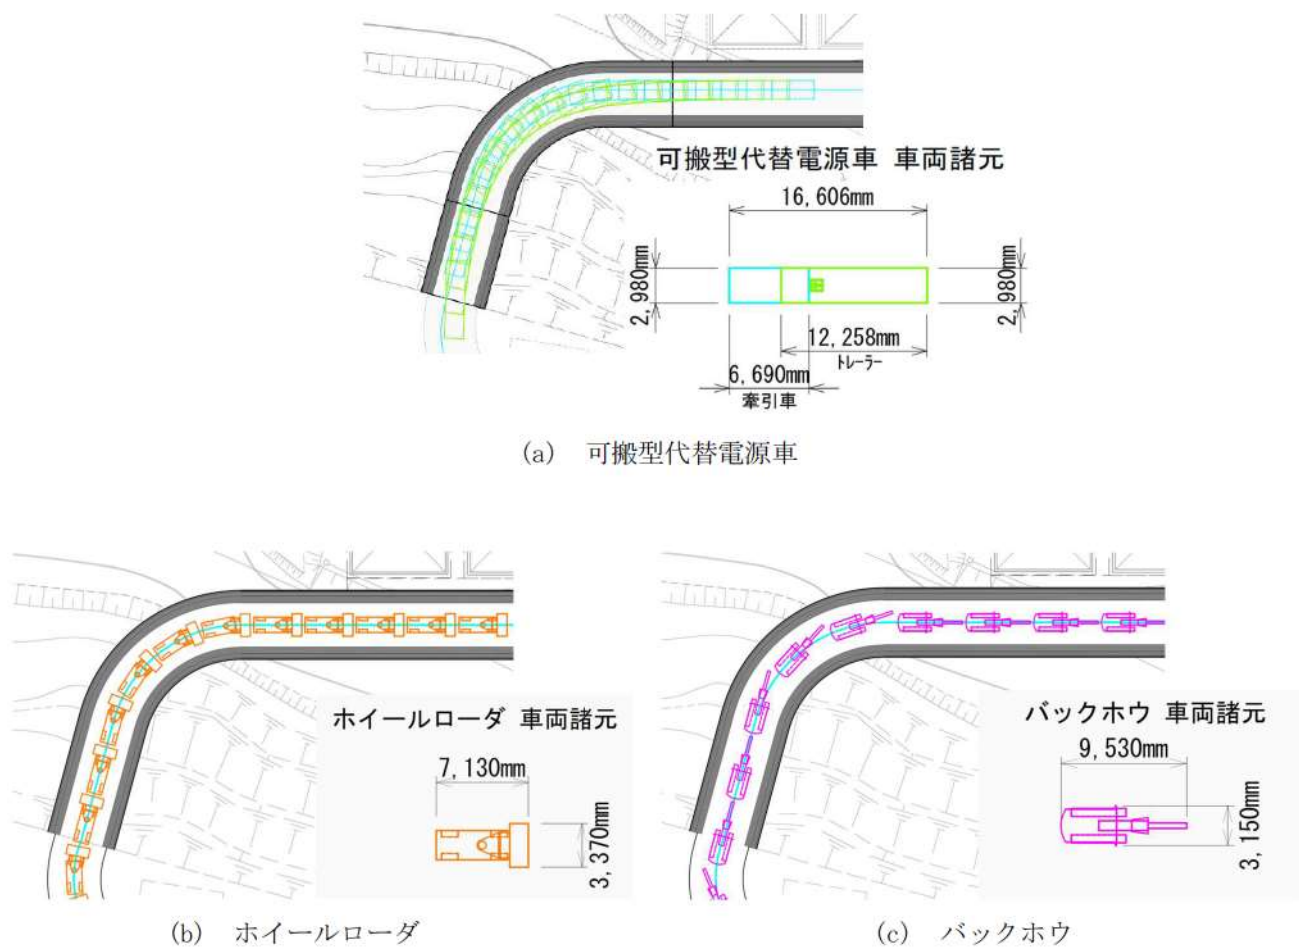 可搬型代替電源車 車両諸元
16,606mm
2,980mm
2,980mm
12,258mm
トレーラー
6,690mm
牽引車
(a) 可搬型代替電源車
ホイールローダ 車両諸元
7,130mm
3,370mm
(b) ホイールローダ
バックホウ 車両諸元
9,530mm
3,150mm
(c) バックホウ